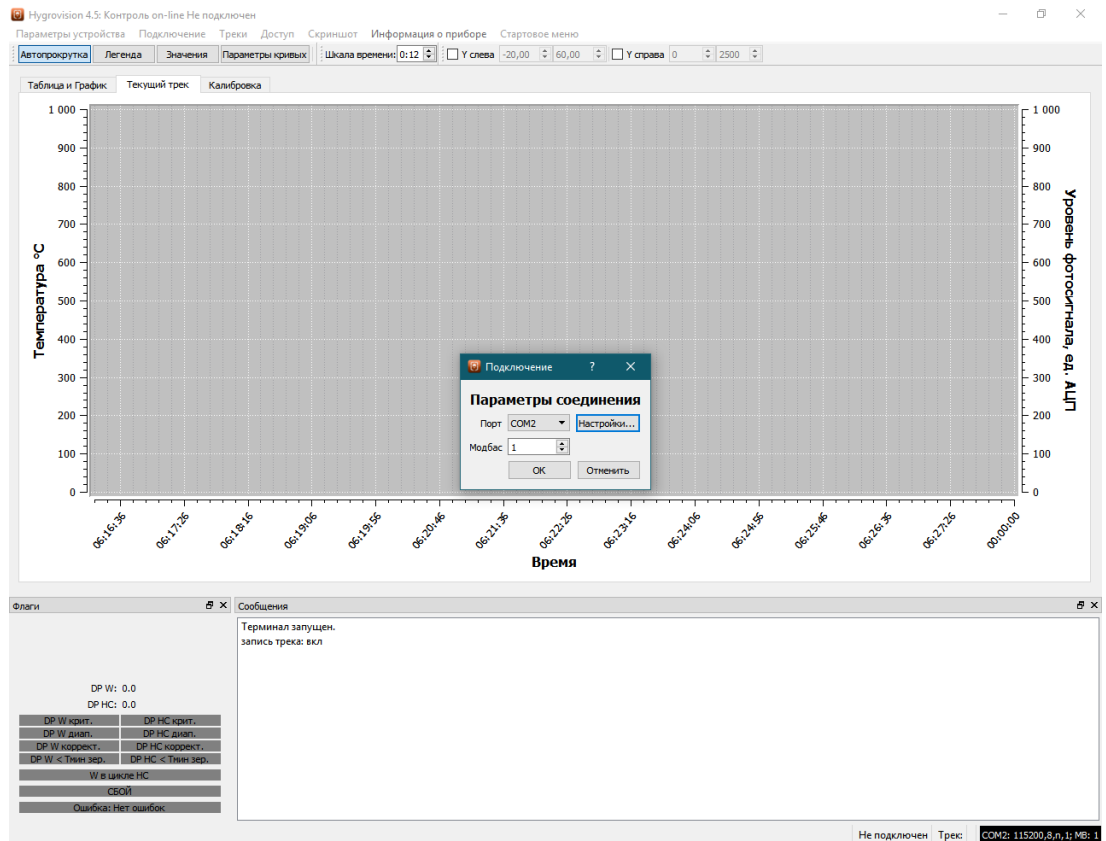 Hygrovision 4.5: Контроль on-line Не подключен
Параметры устройства Подключение Треки Доступ Скриншот Информация о приборе Стартовое меню
Автопрокрутка Легенда Значения Параметры кривых Шкала времени: 0:12 Y слева -20,00 60,00 Y справа 0 2500
Таблица и График Текущий трек Калибровка
1 000
900
800
700
600
500
400
300
200
100
0
Температура °C
1 000
900
800
700
600
500
400
300
200
100
0
Уровень фотосигнала, ед. АЦП
Подключение ?
Параметры соединения
Порт COM2 Настройки...
Модбас 1
OK Отменить
06:16:36 06:17:26 06:18:16 06:19:06 06:19:56 06:20:46 06:21:36 06:22:26 06:23:16 06:24:06 06:24:56 06:25:46 06:26:36 06:27:26 00:00:00
Время
Флаги
DP W: 0.0
DP HC: 0.0
DP W крит. DP HC крит.
DP W диап. DP HC диап.
DP W коррект. DP HC коррект.
DP W < Tмин зер. DP HC < Tмин зер.
W в цикле HC
СБОЙ
Ошибка: Нет ошибок
Сообщения
Терминал запущен.
запись трека: вкл
Не подключен Трек: COM2: 115200,8,n,1; MB: 1